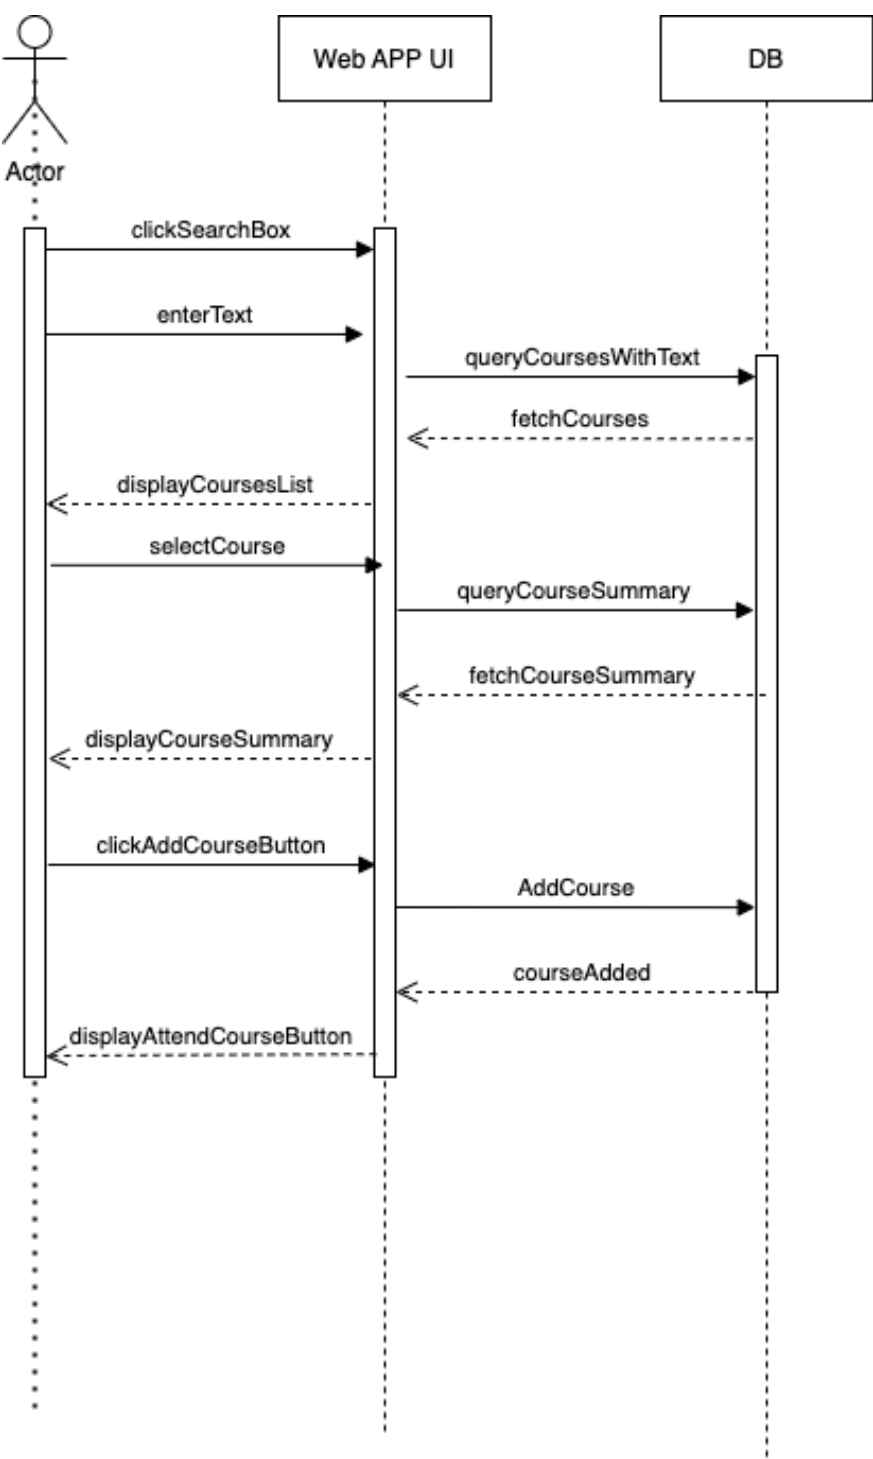 Web APP UI
DB
Actor
clickSearchBox
enterText
queryCoursesWithText
fetchCourses
displayCoursesList
selectCourse
queryCourseSummary
fetchCourseSummary
displayCourseSummary
clickAddCourseButton
AddCourse
courseAdded
displayAttendCourseButton